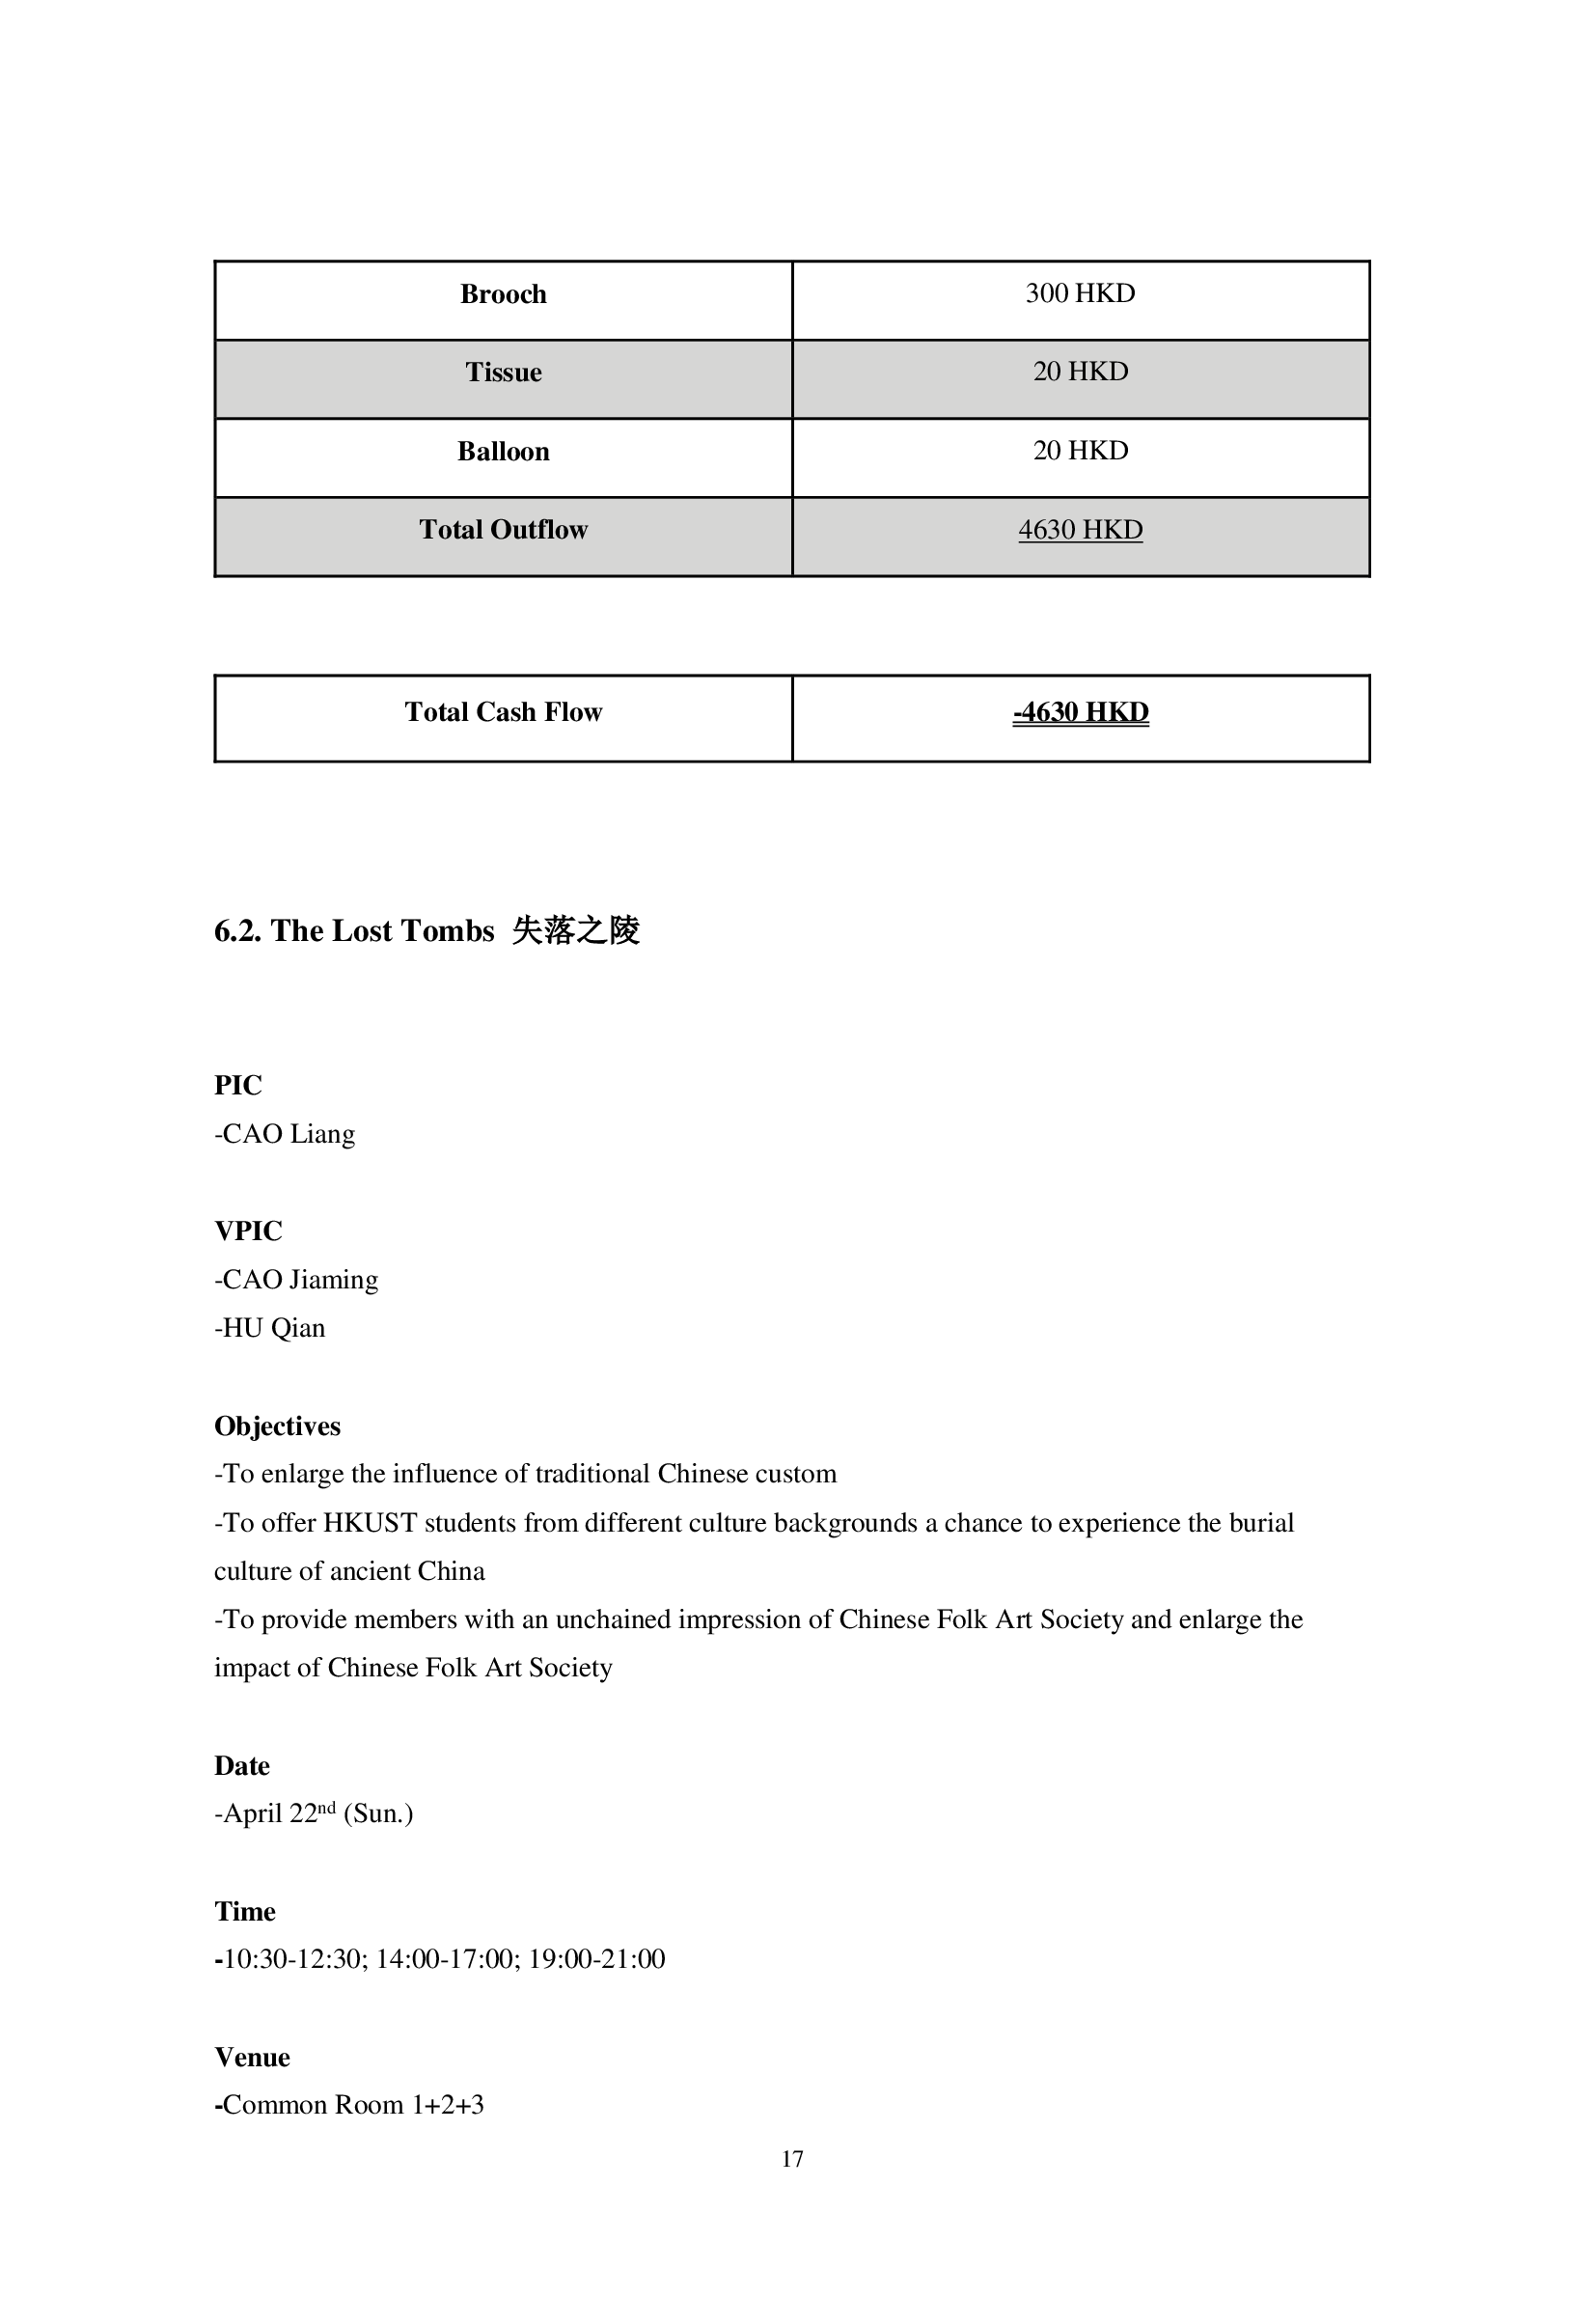 Brooch 300 HKD
Tissue 20 HKD
Balloon 20 HKD
Total Outflow 4630 HKD
Total Cash Flow -4630 HKD
6.2. The Lost Tombs 失落之陵
PIC
-CAO Liang
VPIC
-CAO Jiaming
-HU Qian
Objectives
-To enlarge the influence of traditional Chinese custom
-To offer HKUST students from different culture backgrounds a chance to experience the burial
culture of ancient China
-To provide members with an unchained impression of Chinese Folk Art Society and enlarge the
impact of Chinese Folk Art Society
Date
-April 22nd (Sun.)
Time
-10:30-12:30; 14:00-17:00; 19:00-21:00
Venue
-Common Room 1+2+3
17